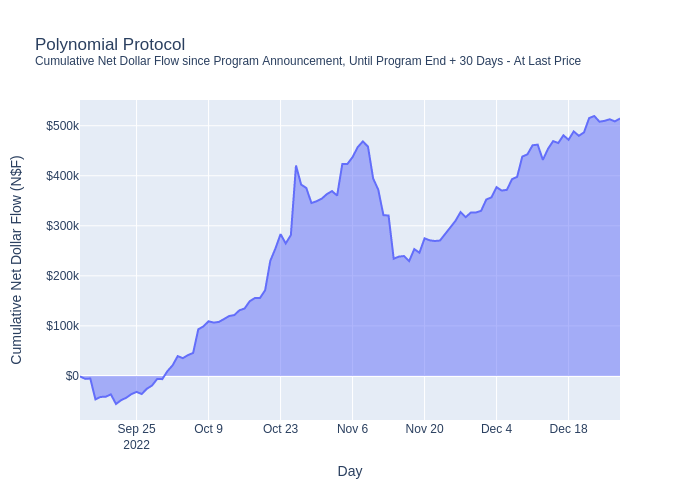 Polynomial Protocol
Cumulative Net Dollar Flow since Program Announcement, Until Program End + 30 Days - At Last Price
Cumulative Net Dollar Flow (N$F)
$500k
$400k
$300k
$200k
$100k
$0
Sep 25
2022
Oct 9
Oct 23
Nov 6
Nov 20
Dec 4
Dec 18
Day